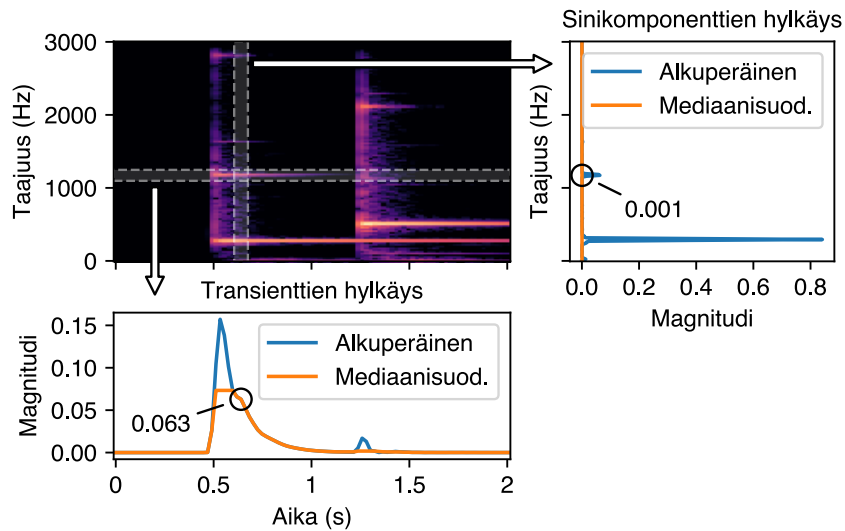 Sinikomponenttien hylkäys
3000
2000
1000
0
Taajuus (Hz)
Taajuus (Hz)
Alkuperäinen
Mediaanisuod.
0.001
0.0 0.2 0.4 0.6 0.8
Magnitudi
Transienttien hylkäys
0.15
0.10
0.05
0.00
Magnitudi
Alkuperäinen
Mediaanisuod.
0.063
0 0.5 1 1.5 2
Aika (s)